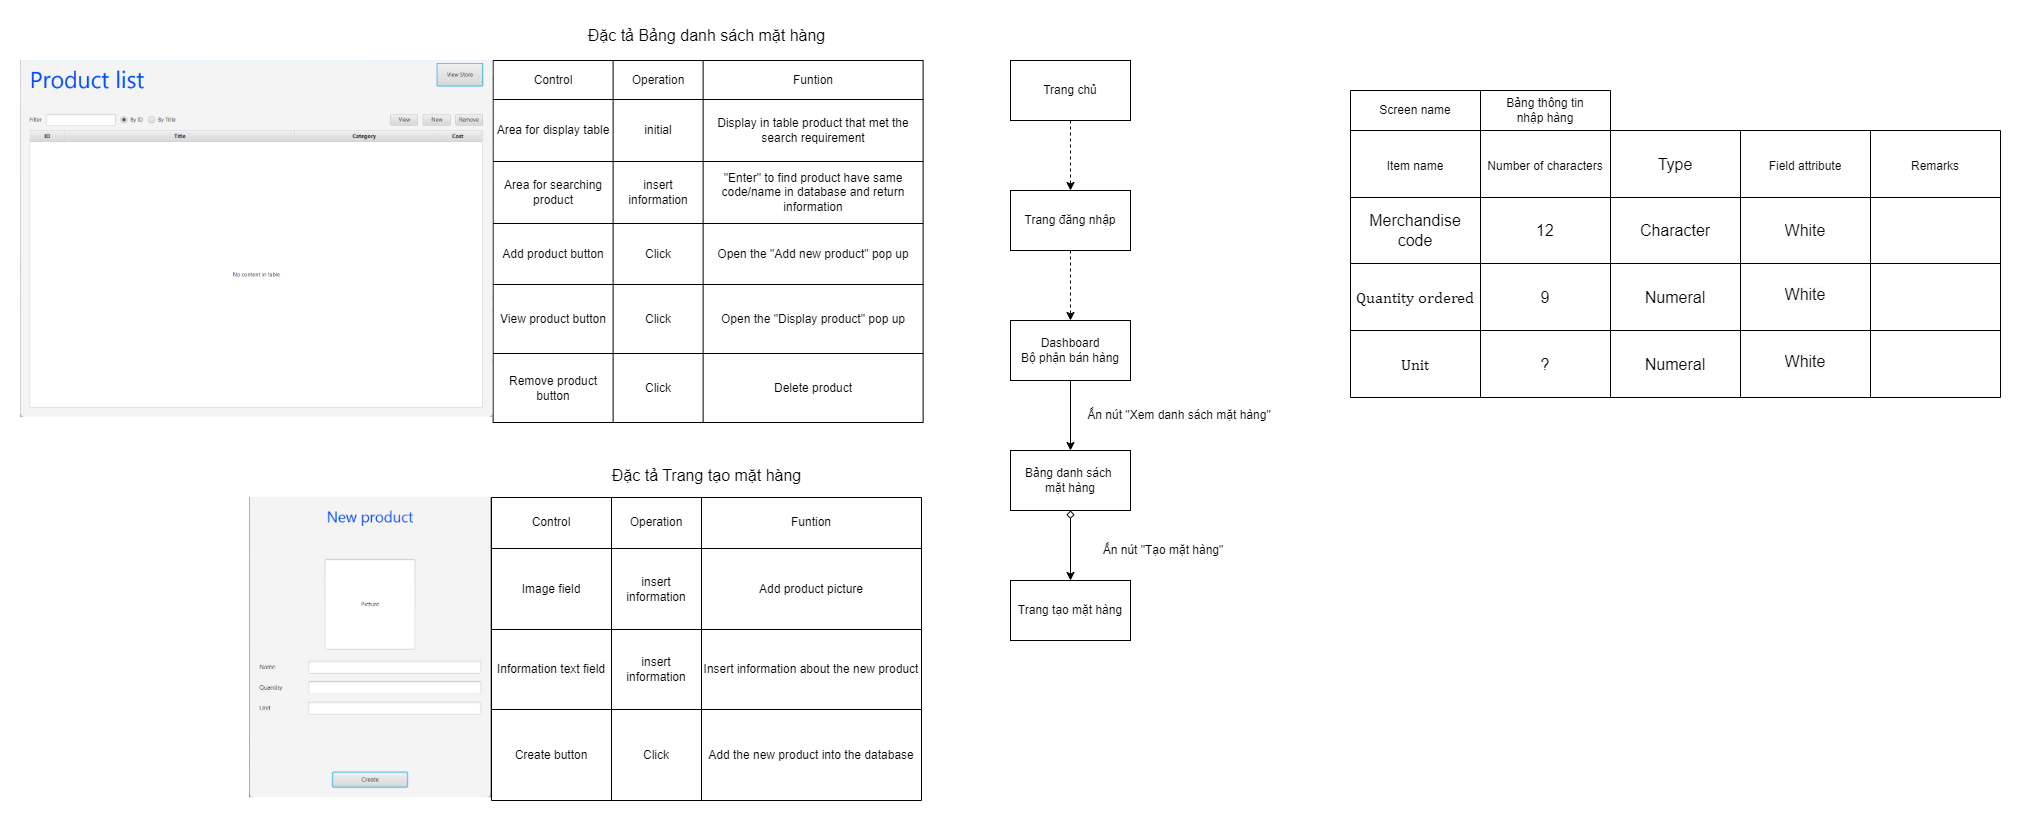 Đặc tả Bảng danh sách mặt hàng
Product list
View Store
Filter
By ID
By Title
View
New
Remove
ID
Title
Category
Cost
No content in table
Control
Operation
Funtion
Area for display table
initial
Display in table product that met the
search requirement
Area for searching
product
insert
information
"Enter" to find product have same
code/name in database and return
information
Add product button
Click
Open the "Add new product" pop up
View product button
Click
Open the "Display product" pop up
Remove product
button
Click
Delete product
Đặc tả Trang tạo mặt hàng
New product
Picture
Name
Quantity
Unit
Create
Control
Operation
Funtion
Image field
insert
information
Add product picture
Information text field
insert
information
Insert information about the new product
Create button
Click
Add the new product into the database
Trang chủ
Trang đăng nhập
Dashboard
Bộ phận bán hàng
Ấn nút "Xem danh sách mặt hàng"
Bảng danh sách
mặt hàng
Ấn nút "Tạo mặt hàng"
Trang tạo mặt hàng
Screen name
Bảng thông tin
nhập hàng
Item name
Number of characters
Type
Field attribute
Remarks
Merchandise
code
12
Character
White
Quantity ordered
9
Numeral
White
Unit
?
Numeral
White